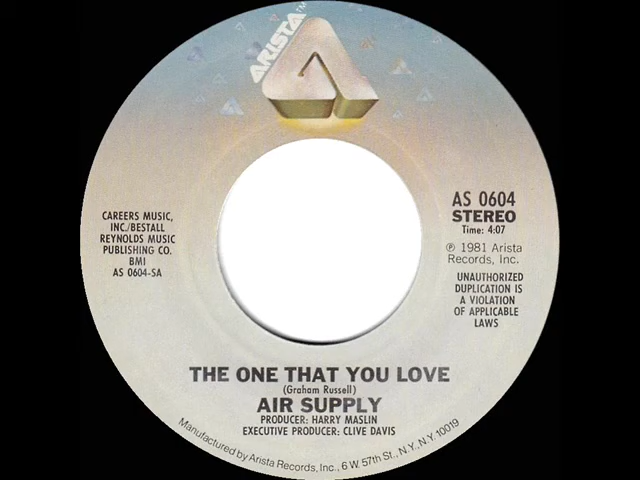 ARISTA™
CAREERS MUSIC,
INC./BESTALL
REYNOLDS MUSIC
PUBLISHING CO.
BMI
AS 0604-SA
AS 0604
STEREO
Time: 4:07
℗ 1981 Arista
Records, Inc.
UNAUTHORIZED
DUPLICATION IS
A VIOLATION
OF APPLICABLE
LAWS
THE ONE THAT YOU LOVE
(Graham Russell)
AIR SUPPLY
PRODUCER: HARRY MASLIN
EXECUTIVE PRODUCER: CLIVE DAVIS
Manufactured by Arista Records, Inc., 6 W. 57th St., N.Y., N.Y. 10019